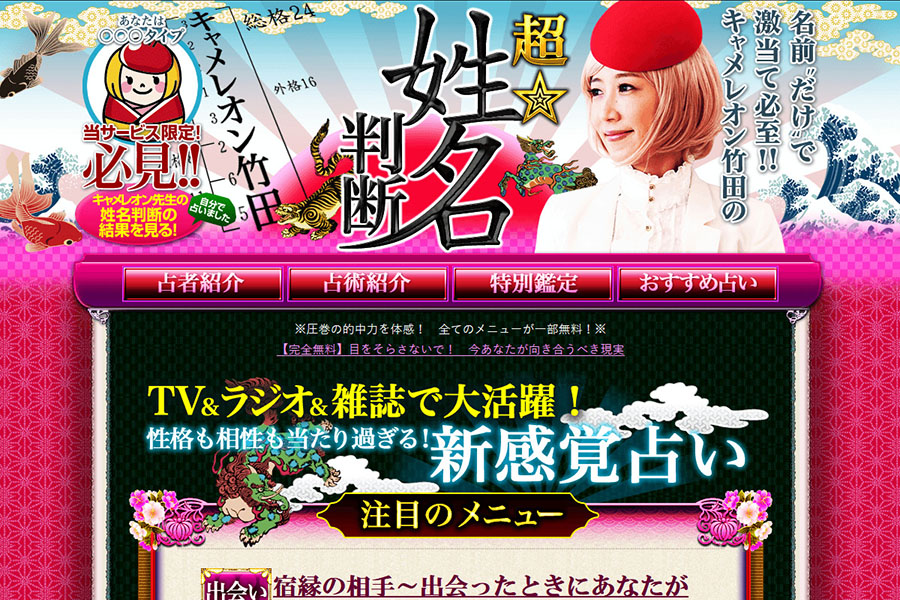 あなたは
○○○タイプ
当サービス限定!
必見!!
キャメレオン先生の
姓名判断の
結果を見る!
自分で
占いました
キャメレオン竹田
総格24
外格16
超☆
姓名
判断
名前"だけ"で
激当て必至!!
キャメレオン竹田の
占者紹介
占術紹介
特別鑑定
おすすめ占い
※圧巻の的中力を体感！　全てのメニューが一部無料！※
【完全無料】目をそらさないで！　今あなたが向き合うべき現実
TV&ラジオ&雑誌で大活躍！
性格も相性も当たり過ぎる!新感覚占い
注目のメニュー
出会い
宿縁の相手～出会ったときにあなたが